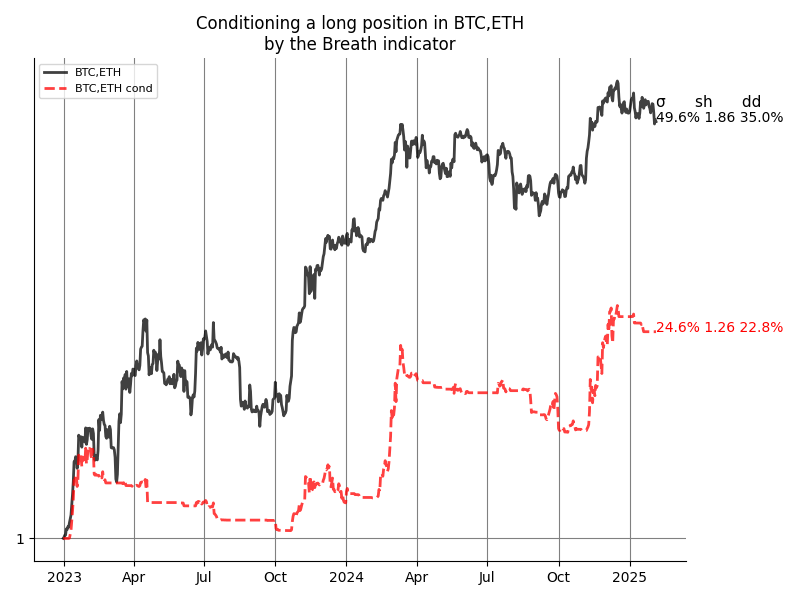 Conditioning a long position in BTC,ETH
by the Breath indicator
BTC,ETH
BTC,ETH cond
σ sh dd
49.6% 1.86 35.0%
24.6% 1.26 22.8%
1
2023 Apr Jul Oct 2024 Apr Jul Oct 2025